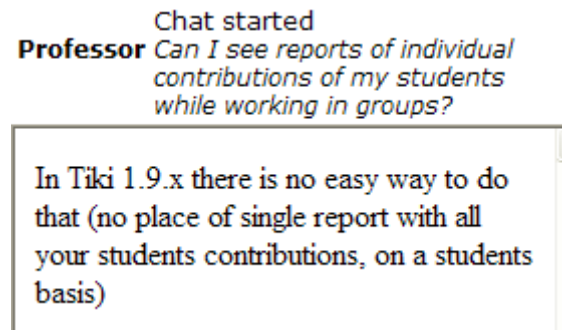 Chat started
Professor Can I see reports of individual
contributions of my students
while working in groups?
In Tiki 1.9.x there is no easy way to do
that (no place of single report with all
your students contributions, on a students
basis)